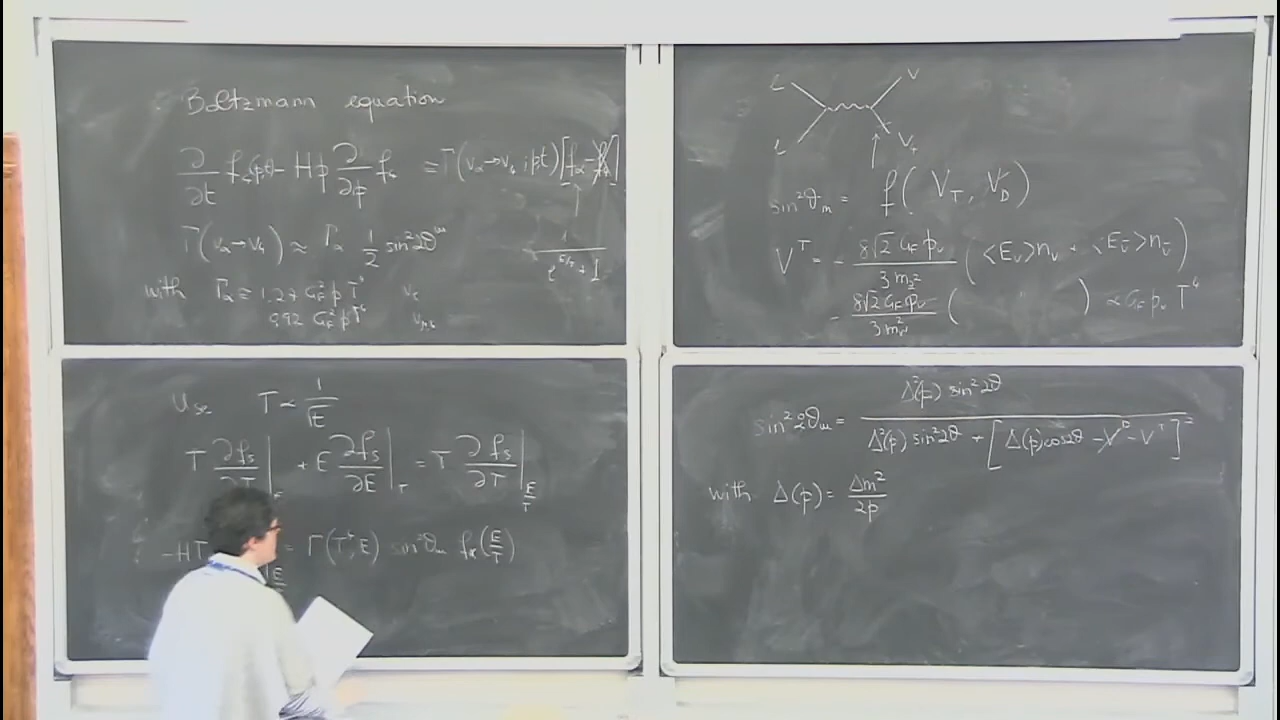 Boltzmann equation
∂/∂t f_s(p,t) - Hp ∂/∂p f_s = Γ(ν_α→ν_s; p,t) [f_α - f_s]
Γ(ν_α→ν_s) ≈ Γ_α 1/2 sin²2θ^m
1/(e^{E/T} + 1)
with Γ_α ≅ 1.27 G_F² p T⁴ ν_e
0.92 G_F² p T⁴ ν_{μ,τ}
Use T ∝ 1/√E
T ∂f_s/∂T |_E + E ∂f_s/∂E |_T = T ∂f_s/∂T |_{E/T}
-HT |_{E/T} = Γ(T, E) sin²θ_m f_α(E/T)
ν
sin²θ_m = f(V_T, V_D)
V^T = - 8√2 G_F p_ν / 3 m_Z² (<E_ν> n_ν + <E_ν̄> n_ν̄)
- 8√2 G_F p_ν / 3 m_W² ( " ) ∝ G_F p_ν T⁴
sin²2θ_m = Δ²(p) sin²2θ / (Δ²(p) sin²2θ + [Δ(p) cos2θ - V^D - V^T]²)
with Δ(p) = Δm²/2p